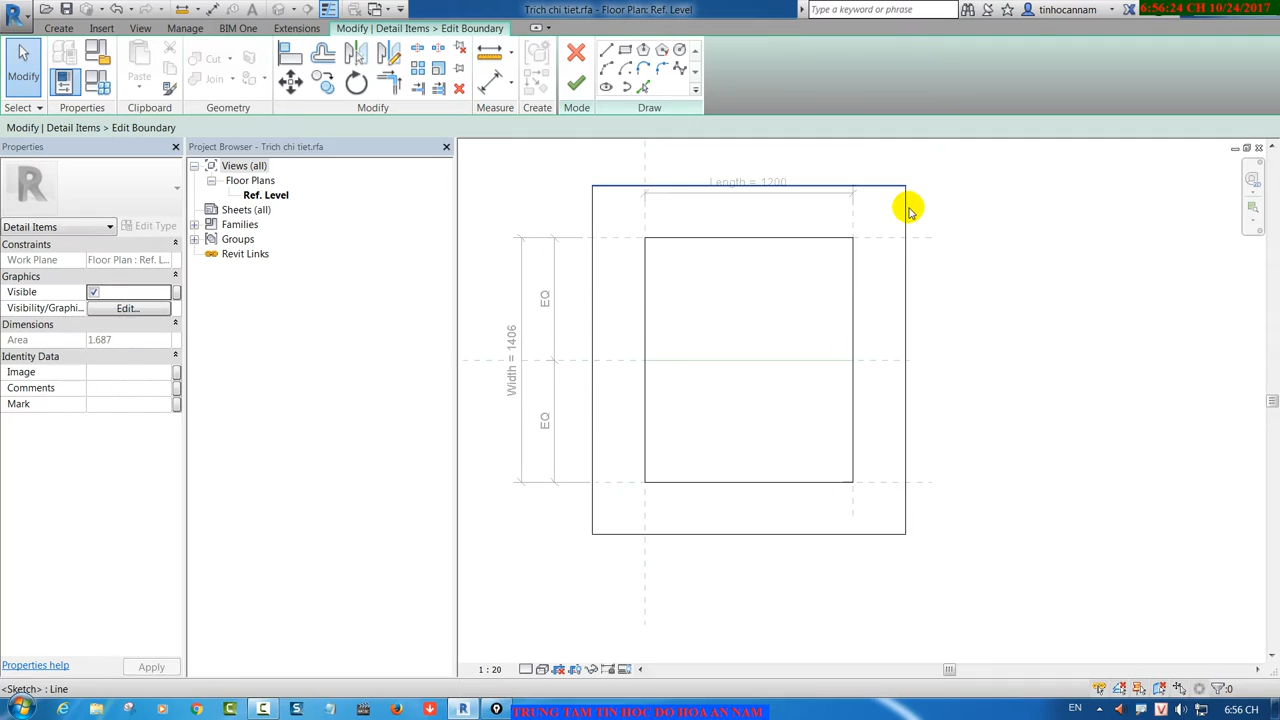 Trich chi tiet.rfa - Floor Plan: Ref. Level
Type a keyword or phrase
tinhocannam
6:56:24 CH 10/24/2017
Create Insert View Manage BIM One Extensions Modify | Detail Items > Edit Boundary
Modify
Paste
Cut
Join
Select Properties Clipboard Geometry Modify Measure Create Mode Draw
Modify | Detail Items > Edit Boundary
Properties
Project Browser - Trich chi tiet.rfa
Views (all)
Floor Plans
Ref. Level
Sheets (all)
Families
Groups
Revit Links
Detail Items
Edit Type
Constraints
Work Plane
Floor Plan : Ref. L...
Graphics
Visible
Visibility/Graphi...
Edit...
Dimensions
Area
1.687
Identity Data
Image
Comments
Mark
Length = 1200
EQ
Width = 1406
EQ
Properties help
Apply
1 : 20
<Sketch> : Line
:0
TRUNG TÂM TIN HỌC ĐỒ HỌA AN NAM
EN
6:56 CH